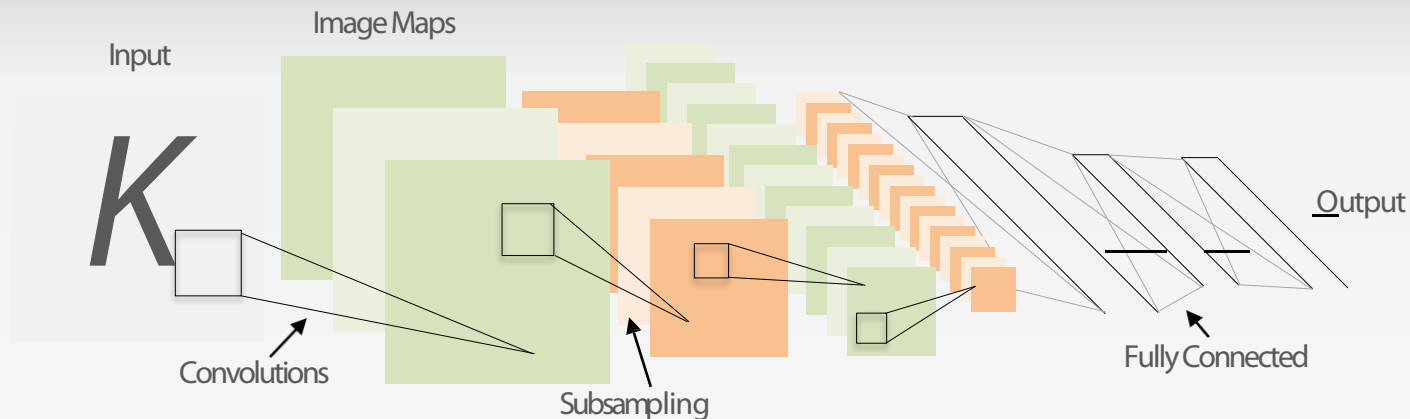 Image Maps
Input
K
Output
Convolutions
Fully Connected
Subsampling